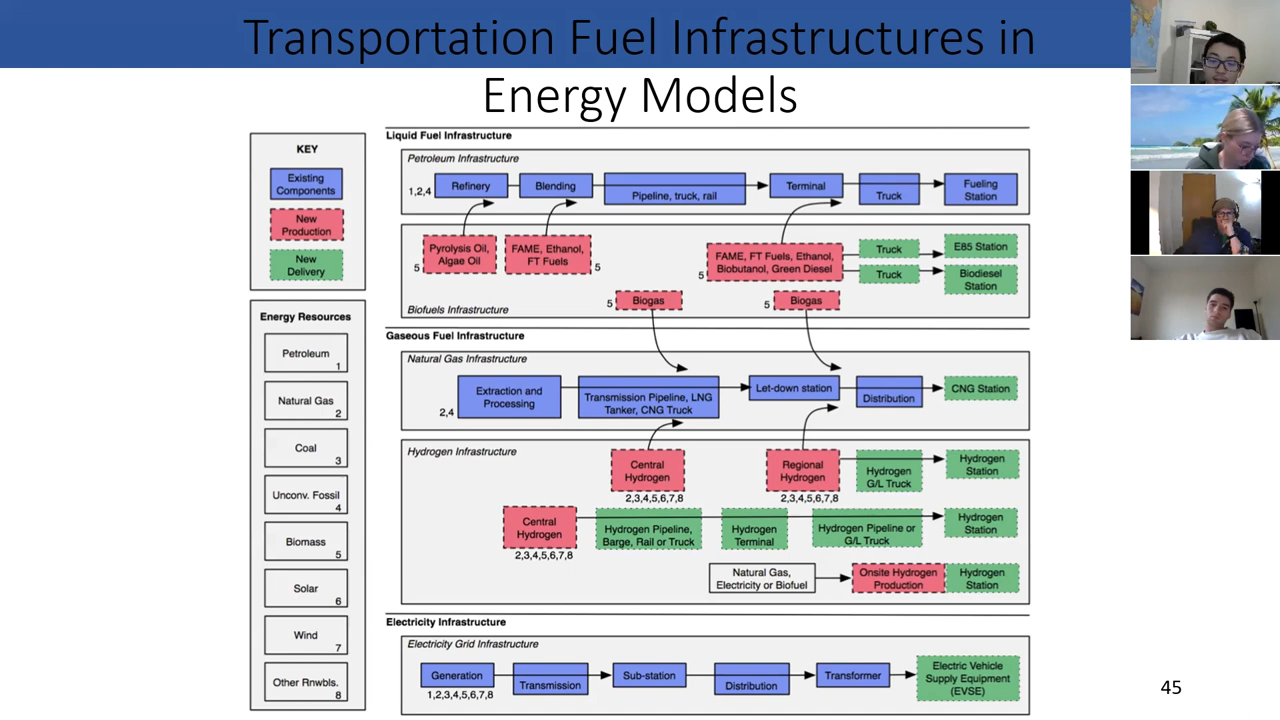 Transportation Fuel Infrastructures in
Energy Models
KEY
Existing
Components
New
Production
New
Delivery
Energy Resources
Petroleum
1
Natural Gas
2
Coal
3
Unconv. Fossil
4
Biomass
5
Solar
6
Wind
7
Other Rnwbls.
8
Liquid Fuel Infrastructure
Petroleum Infrastructure
1,2,4
Refinery
Blending
Pipeline, truck, rail
Terminal
Truck
Fueling
Station
Pyrolysis Oil,
Algae Oil
5
FAME, Ethanol,
FT Fuels
5
FAME, FT Fuels, Ethanol,
Biobutanol, Green Diesel
5
Truck
E85 Station
Truck
Biodiesel
Station
5
Biogas
5
Biogas
Biofuels Infrastructure
Gaseous Fuel Infrastructure
Natural Gas Infrastructure
2,4
Extraction and
Processing
Transmission Pipeline, LNG
Tanker, CNG Truck
Let-down station
Distribution
CNG Station
Hydrogen Infrastructure
Central
Hydrogen
2,3,4,5,6,7,8
Regional
Hydrogen
2,3,4,5,6,7,8
Hydrogen
G/L Truck
Hydrogen
Station
Central
Hydrogen
2,3,4,5,6,7,8
Hydrogen Pipeline,
Barge, Rail or Truck
Hydrogen
Terminal
Hydrogen Pipeline or
G/L Truck
Hydrogen
Station
Natural Gas,
Electricity or Biofuel
Onsite Hydrogen
Production
Hydrogen
Station
Electricity Infrastructure
Electricity Grid Infrastructure
Generation
1,2,3,4,5,6,7,8
Transmission
Sub-station
Distribution
Transformer
Electric Vehicle
Supply Equipment
(EVSE)
45